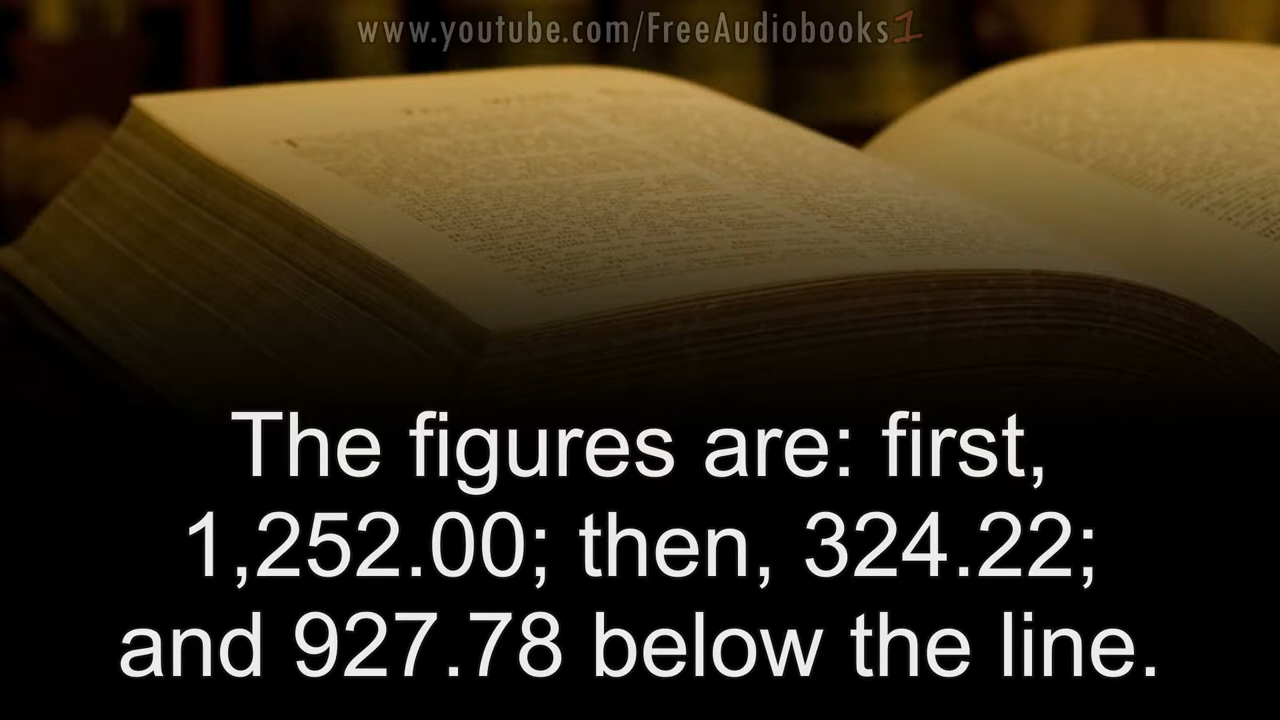 www.youtube.com/FreeAudiobooks1
The figures are: first,
1,252.00; then, 324.22;
and 927.78 below the line.